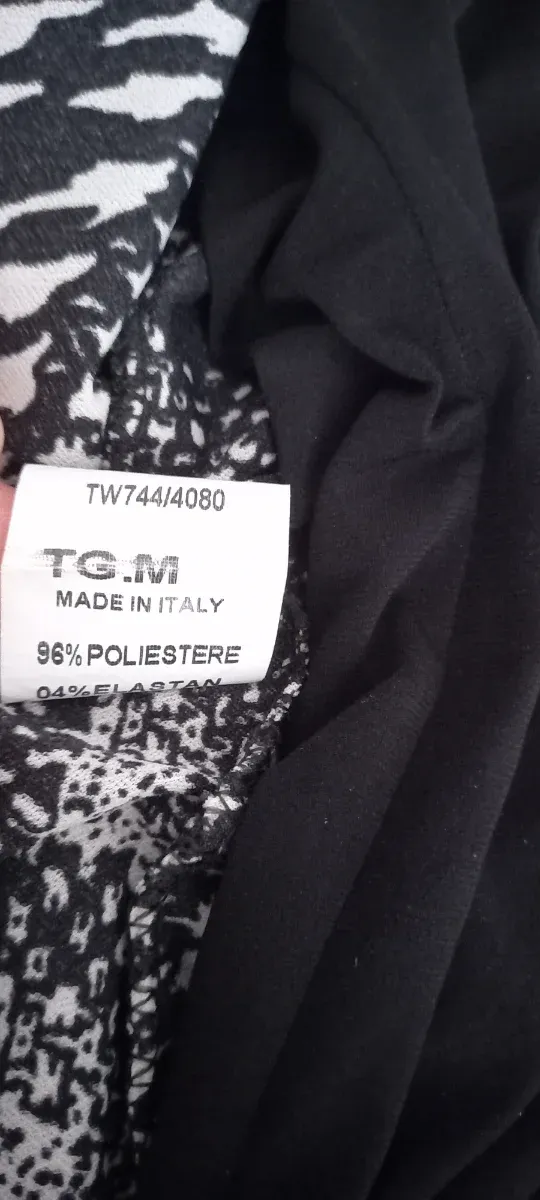 TW744/4080
TG.M
MADE IN ITALY
96% POLIESTERE
04% ELASTAN